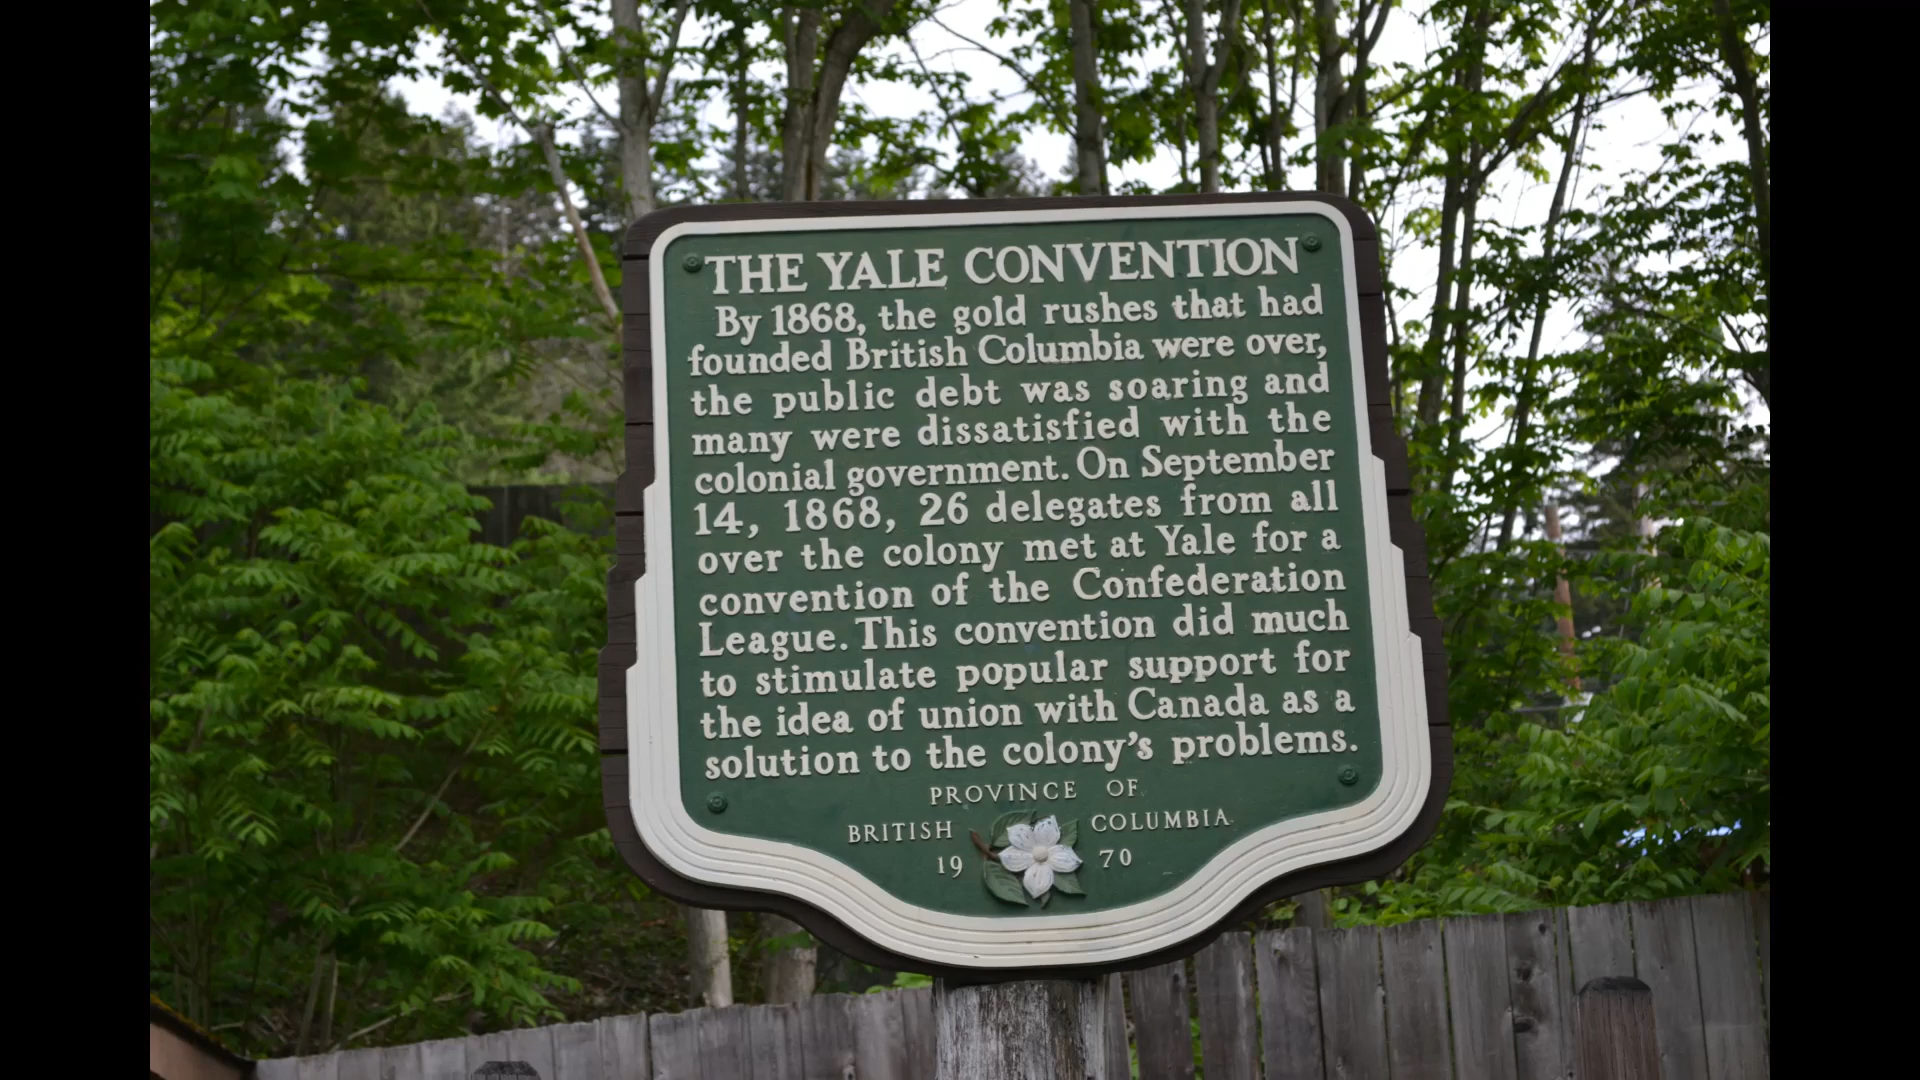 THE YALE CONVENTION
By 1868, the gold rushes that had
founded British Columbia were over,
the public debt was soaring and
many were dissatisfied with the
colonial government. On September
14, 1868, 26 delegates from all
over the colony met at Yale for a
convention of the Confederation
League. This convention did much
to stimulate popular support for
the idea of union with Canada as a
solution to the colony's problems.
PROVINCE OF
BRITISH COLUMBIA
19 70